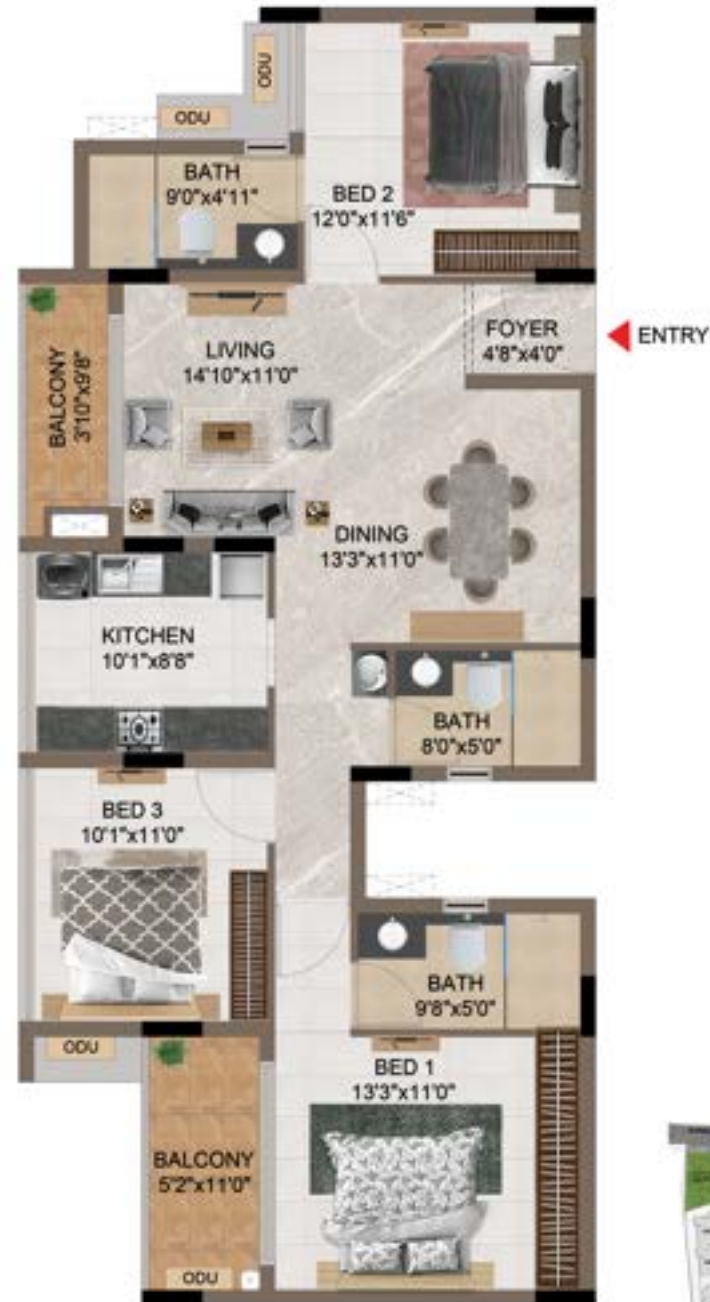 ODU
ODU
BATH
9'0"x4'11"
BED 2
12'0"x11'6"
BALCONY
3'10"x9'8"
LIVING
14'10"x11'0"
FOYER
4'8"x4'0"
ENTRY
DINING
13'3"x11'0"
KITCHEN
10'1"x8'8"
BATH
8'0"x5'0"
BED 3
10'1"x11'0"
BATH
9'8"x5'0"
ODU
BED 1
13'3"x11'0"
BALCONY
5'2"x11'0"
ODU